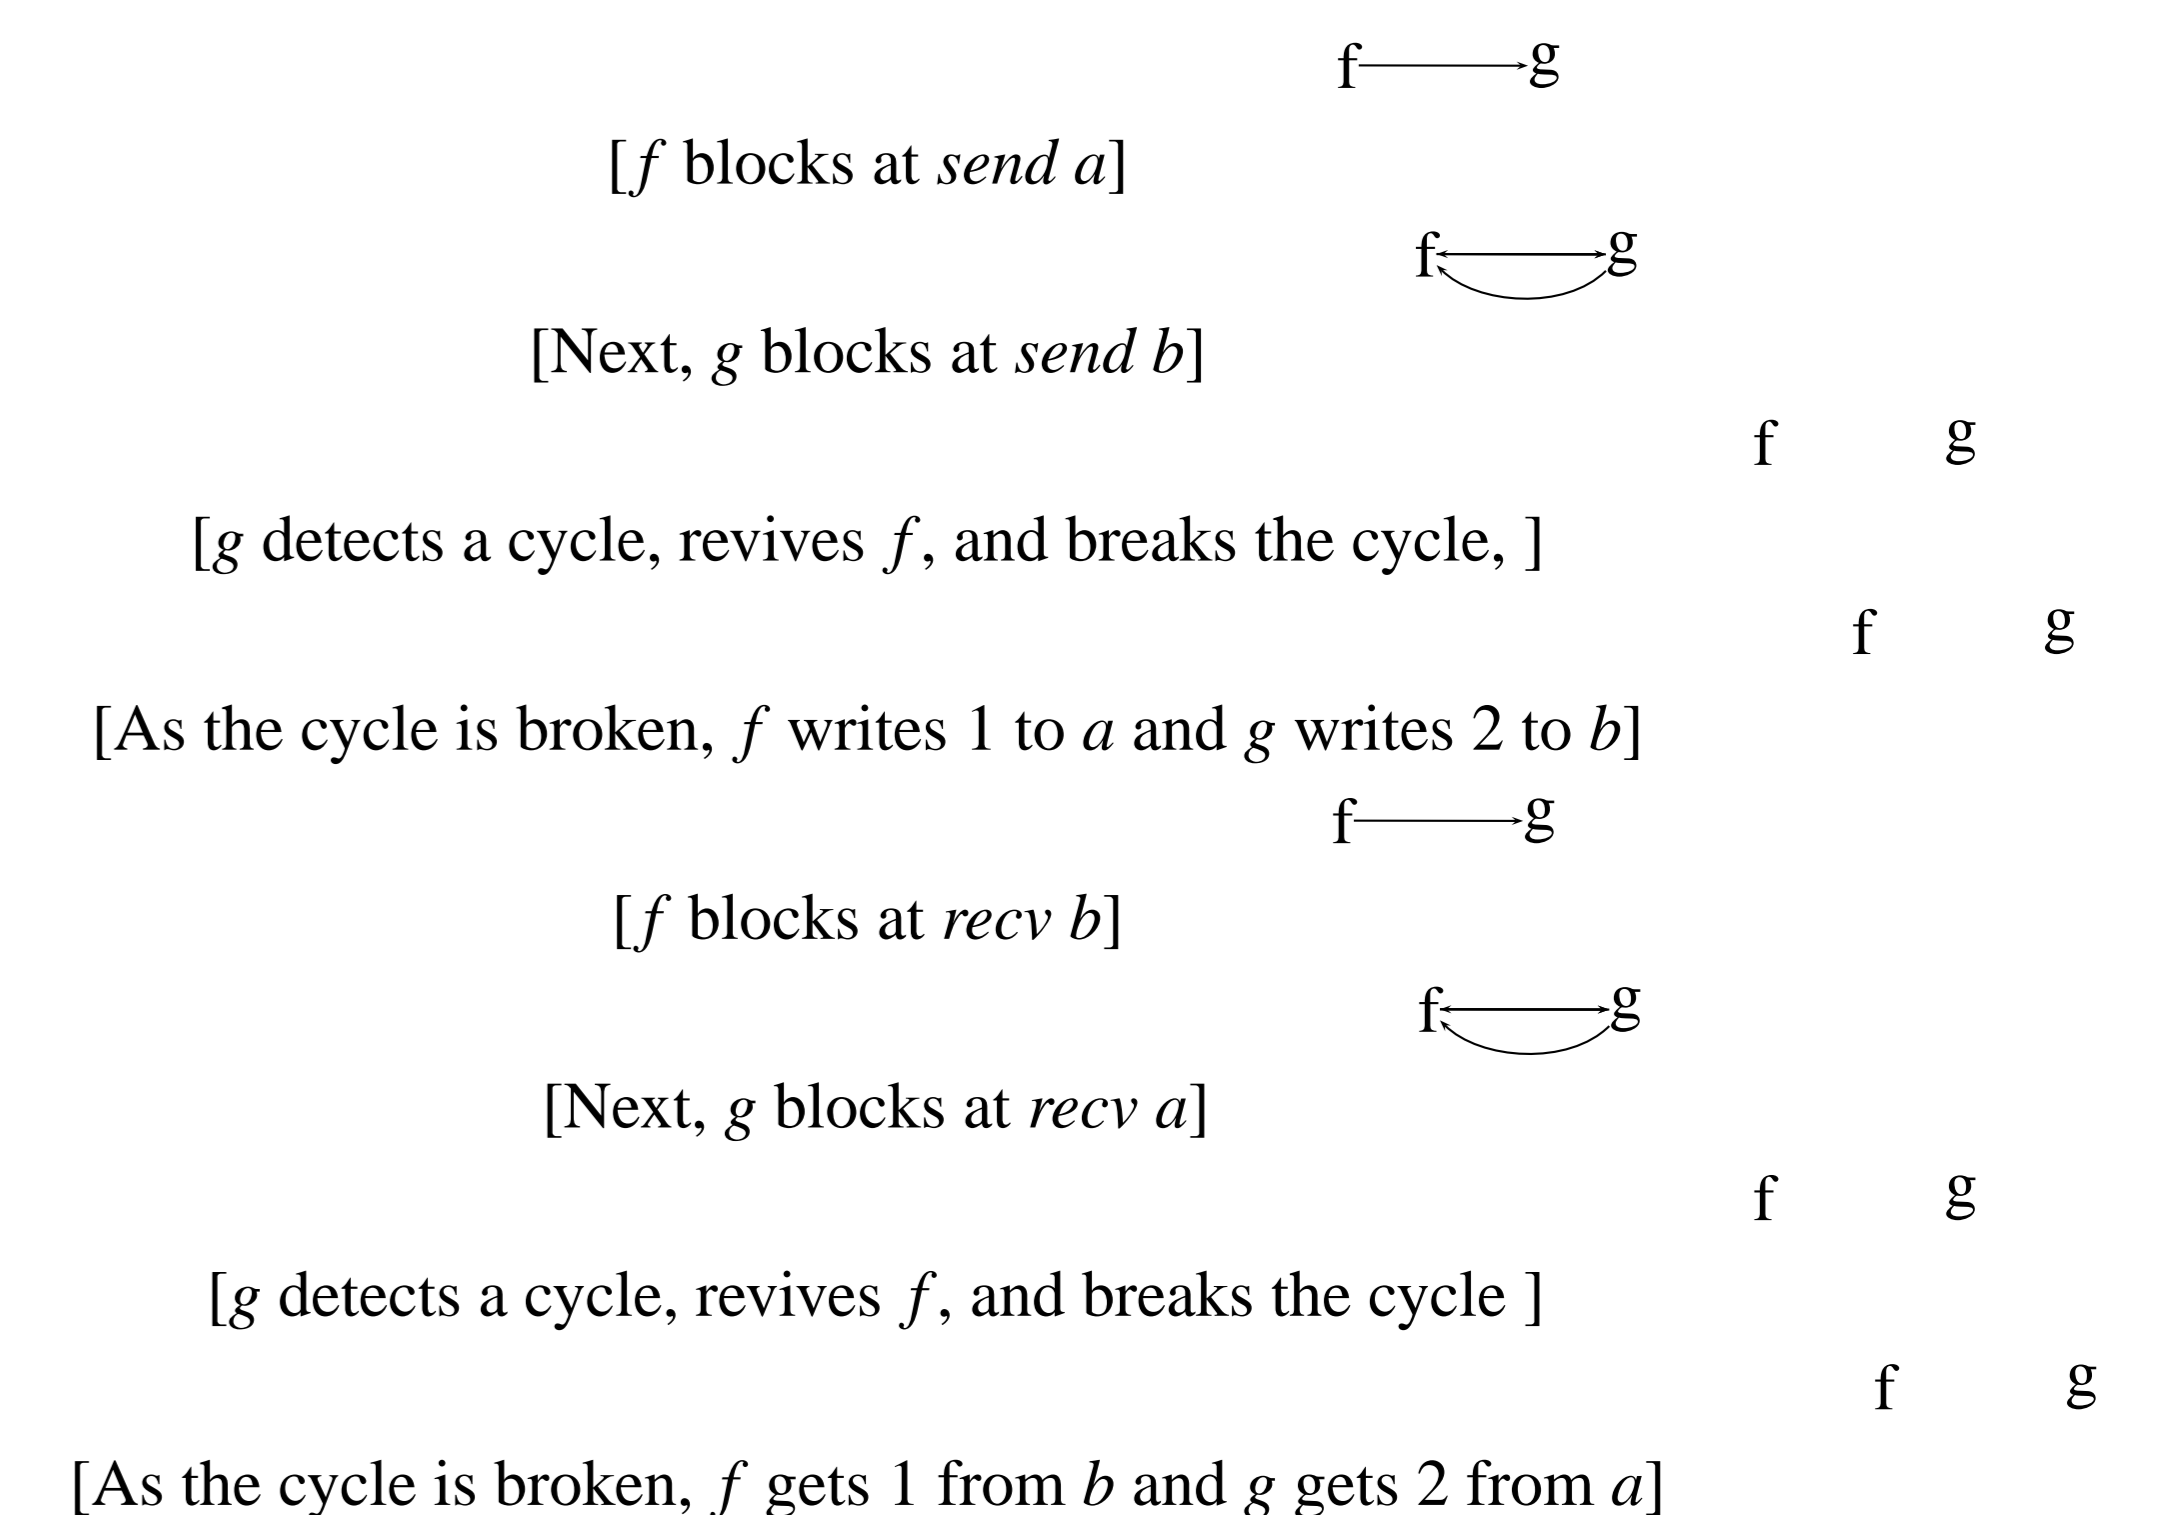 f g
[f blocks at send a]
f g
[Next, g blocks at send b]
f g
[g detects a cycle, revives f, and breaks the cycle, ]
f g
[As the cycle is broken, f writes 1 to a and g writes 2 to b]
f g
[f blocks at recv b]
f g
[Next, g blocks at recv a]
f g
[g detects a cycle, revives f, and breaks the cycle ]
f g
[As the cycle is broken, f gets 1 from b and g gets 2 from a]